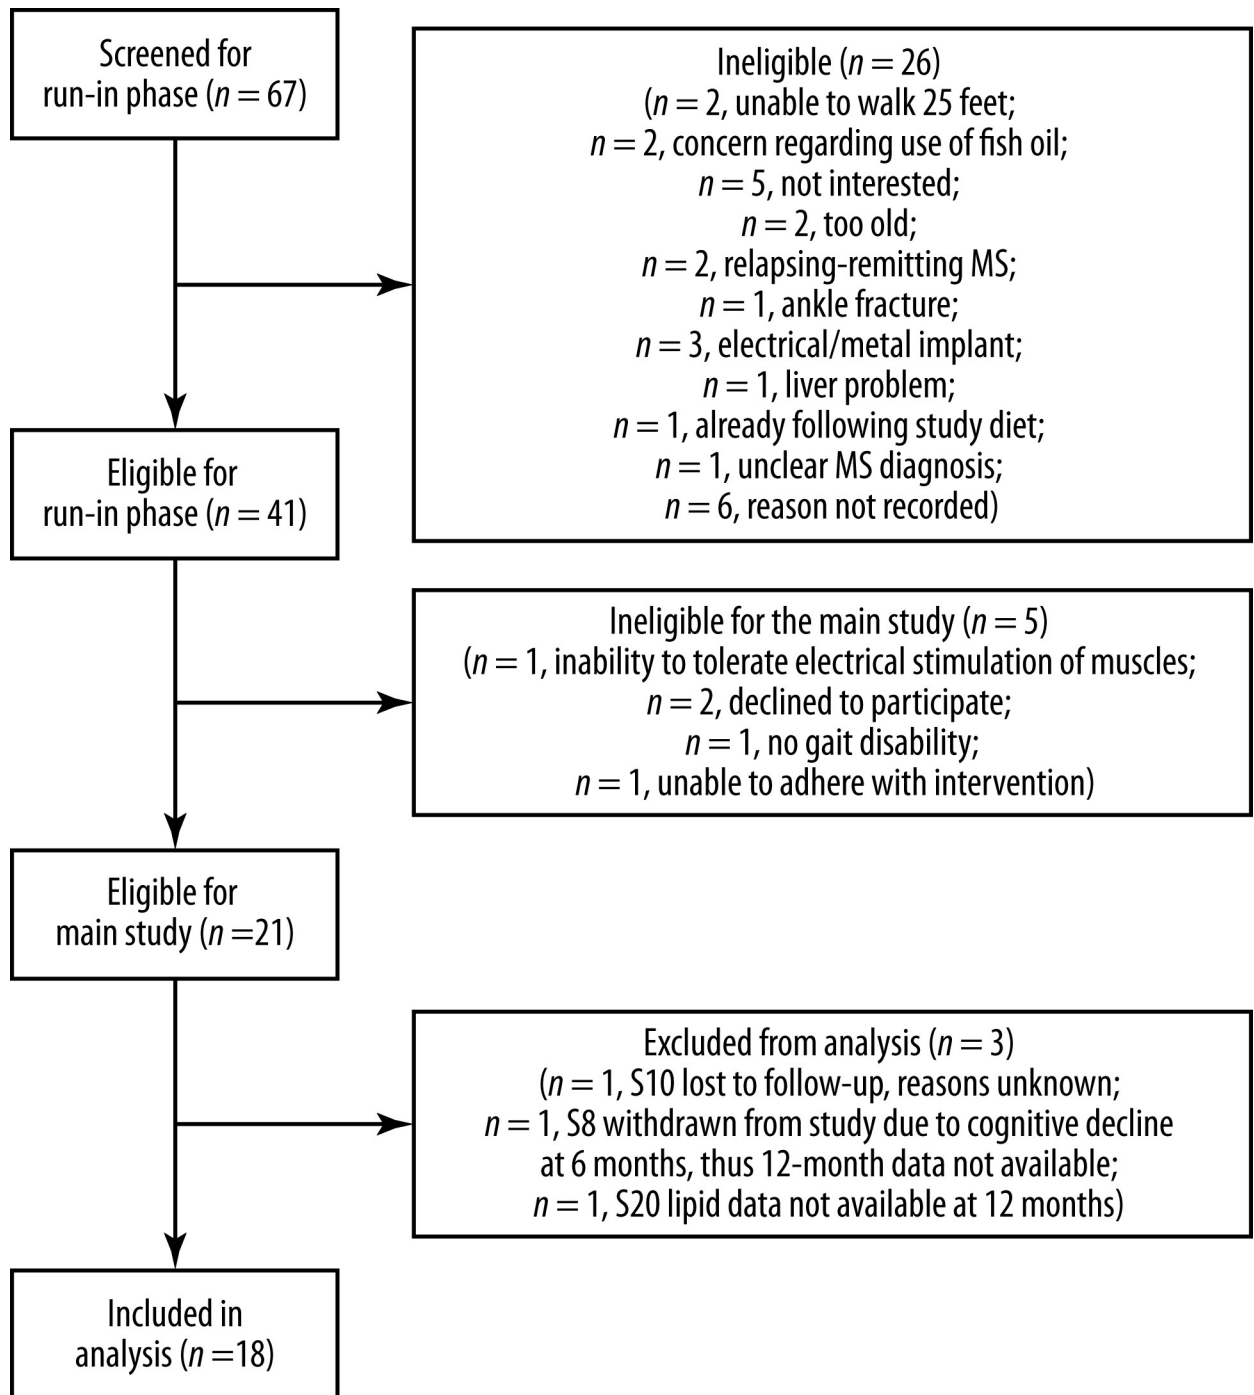 Screened for
run-in phase (n = 67)
Ineligible (n = 26)
(n = 2, unable to walk 25 feet;
n = 2, concern regarding use of fish oil;
n = 5, not interested;
n = 2, too old;
n = 2, relapsing-remitting MS;
n = 1, ankle fracture;
n = 3, electrical/metal implant;
n = 1, liver problem;
n = 1, already following study diet;
n = 1, unclear MS diagnosis;
n = 6, reason not recorded)
Eligible for
run-in phase (n = 41)
Ineligible for the main study (n = 5)
(n = 1, inability to tolerate electrical stimulation of muscles;
n = 2, declined to participate;
n = 1, no gait disability;
n = 1, unable to adhere with intervention)
Eligible for
main study (n =21)
Excluded from analysis (n = 3)
(n = 1, S10 lost to follow-up, reasons unknown;
n = 1, S8 withdrawn from study due to cognitive decline
at 6 months, thus 12-month data not available;
n = 1, S20 lipid data not available at 12 months)
Included in
analysis (n =18)